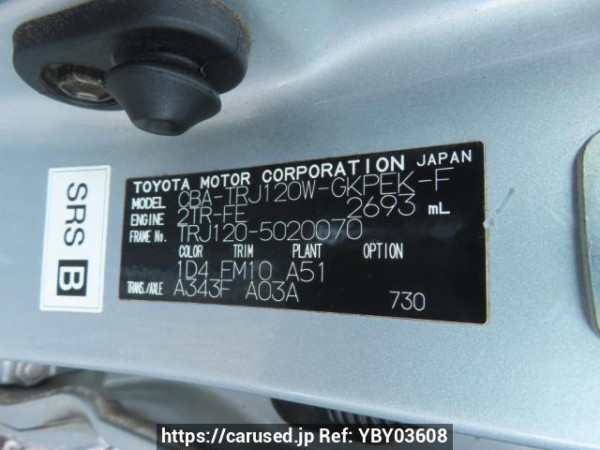 SRS B
TOYOTA MOTOR CORPORATION JAPAN
MODEL CBA-TRJ120W-GKPEK-F
ENGINE 2TR-FE 2693 mL
FRAME No. TRJ120-5020070
COLOR TRIM PLANT OPTION
1D4 FM10 A51
TRANS./AXLE A343F A03A
730
https://carused.jp Ref: YBY03608